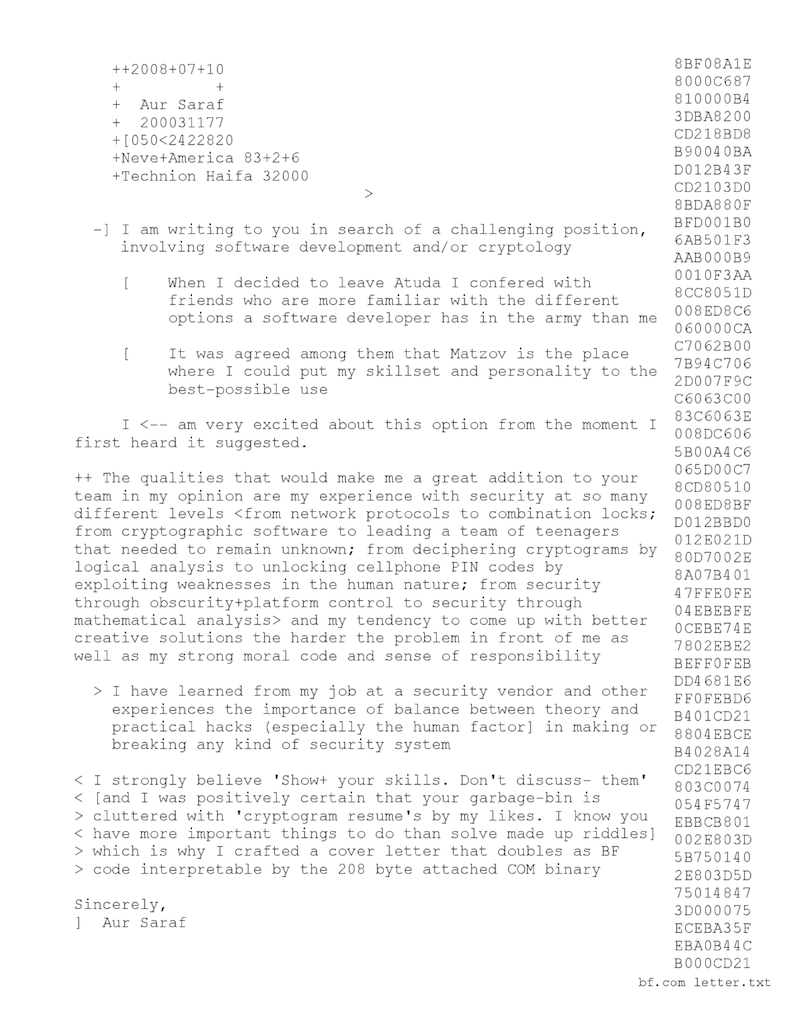 ++2008+07+10
+ +
+ Aur Saraf
+ 200031177
+[050<2422820
+Neve+America 83+2+6
+Technion Haifa 32000
>
-] I am writing to you in search of a challenging position,
involving software development and/or cryptology
[ When I decided to leave Atuda I confered with
friends who are more familiar with the different
options a software developer has in the army than me
[ It was agreed among them that Matzov is the place
where I could put my skillset and personality to the
best-possible use
I <-- am very excited about this option from the moment I
first heard it suggested.
++ The qualities that would make me a great addition to your
team in my opinion are my experience with security at so many
different levels <from network protocols to combination locks;
from cryptographic software to leading a team of teenagers
that needed to remain unknown; from deciphering cryptograms by
logical analysis to unlocking cellphone PIN codes by
exploiting weaknesses in the human nature; from security
through obscurity+platform control to security through
mathematical analysis> and my tendency to come up with better
creative solutions the harder the problem in front of me as
well as my strong moral code and sense of responsibility
> I have learned from my job at a security vendor and other
experiences the importance of balance between theory and
practical hacks (especially the human factor] in making or
breaking any kind of security system
< I strongly believe 'Show+ your skills. Don't discuss- them'
< [and I was positively certain that your garbage-bin is
> cluttered with 'cryptogram resume's by my likes. I know you
< have more important things to do than solve made up riddles]
> which is why I crafted a cover letter that doubles as BF
> code interpretable by the 208 byte attached COM binary
Sincerely,
] Aur Saraf
8BF08A1E
8000C687
810000B4
3DBA8200
CD218BD8
B90040BA
D012B43F
CD2103D0
8BDA880F
BFD001B0
6AB501F3
AAB000B9
0010F3AA
8CC8051D
008ED8C6
060000CA
C7062B00
7B94C706
2D007F9C
C6063C00
83C6063E
008DC606
5B00A4C6
065D00C7
8CD80510
008ED8BF
D012BBD0
012E021D
80D7002E
8A07B401
47FFE0FE
04EBEBFE
0CEBE74E
7802EBE2
BEFF0FEB
DD4681E6
FF0FEBD6
B401CD21
8804EBCE
B4028A14
CD21EBC6
803C0074
054F5747
EBBCB801
002E803D
5B750140
2E803D5D
75014847
3D000075
ECEBA35F
EBA0B44C
B000CD21
bf.com letter.txt